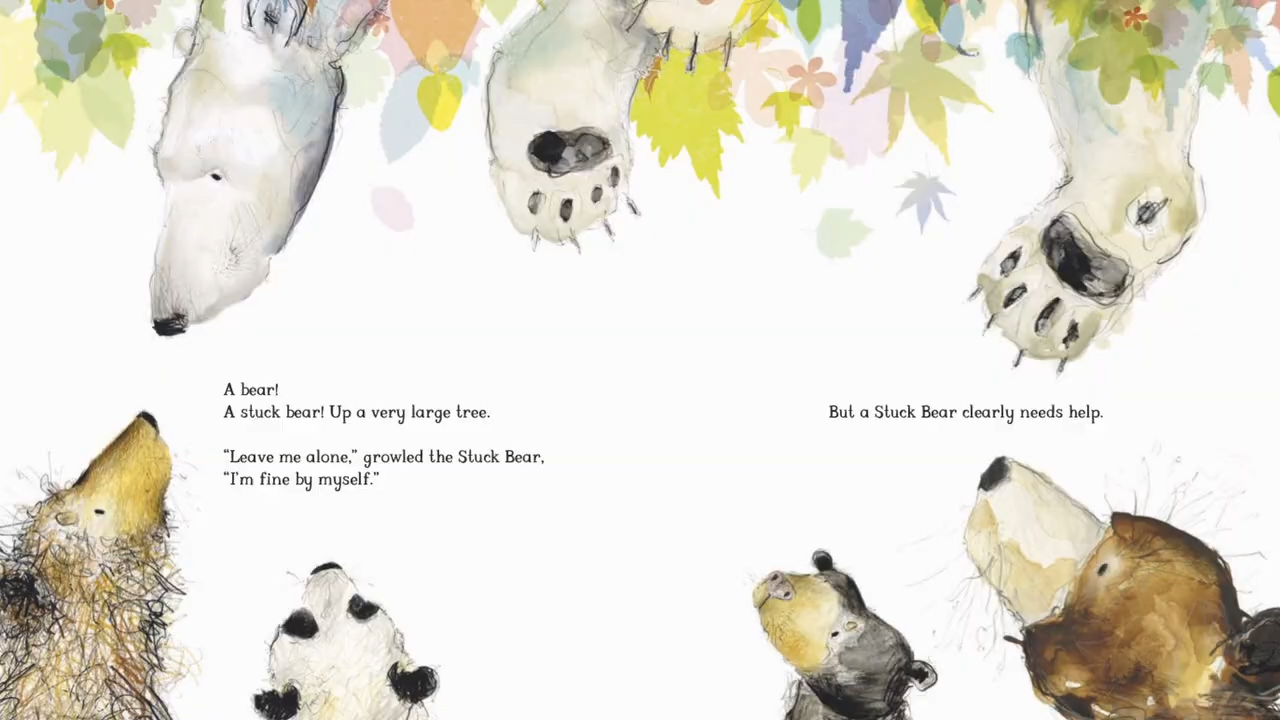 A bear!
A stuck bear! Up a very large tree.
“Leave me alone,” growled the Stuck Bear,
“I’m fine by myself.”
But a Stuck Bear clearly needs help.